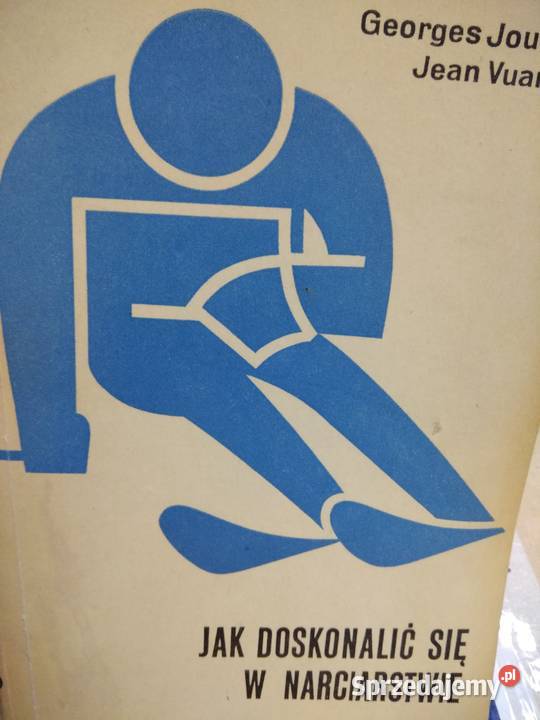 Georges Jou
Jean Vuar
JAK DOSKONALIĆ SIĘ
W NARCIARSTWIE
Sprzedajemy.pl